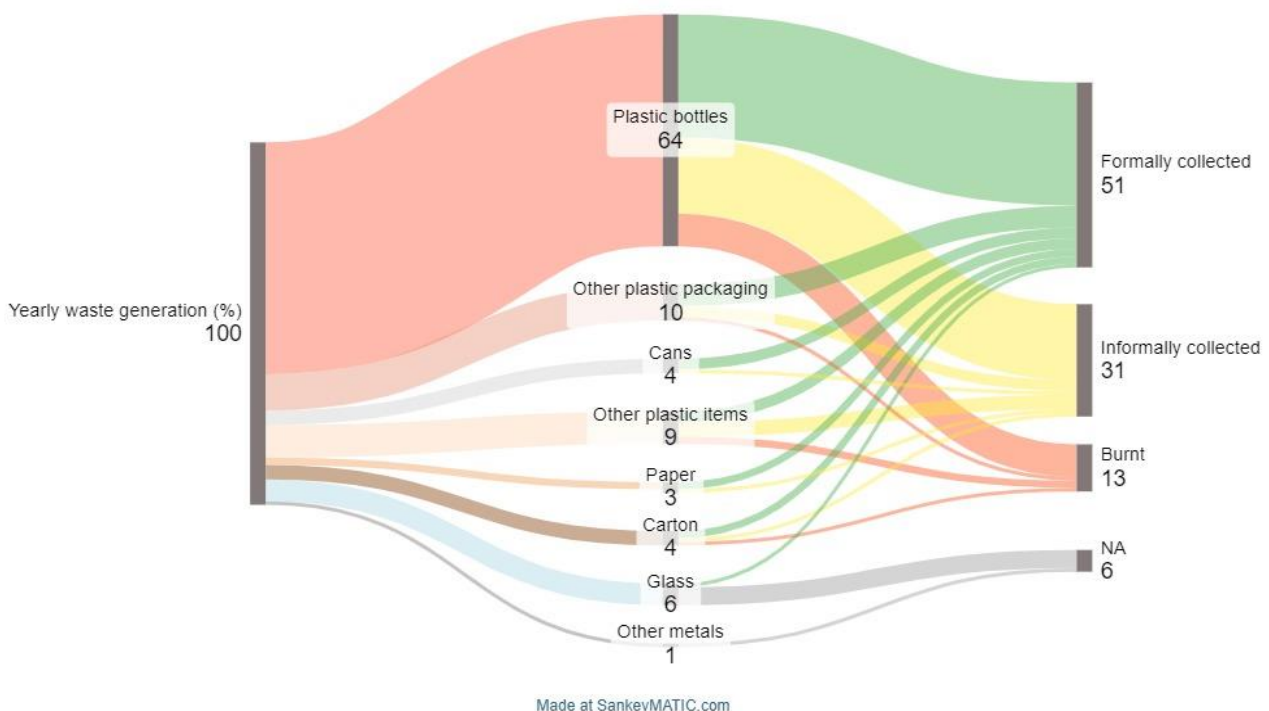 Yearly waste generation (%)
100
Plastic bottles
64
Other plastic packaging
10
Cans
4
Other plastic items
9
Paper
3
Carton
4
Glass
6
Other metals
1
Formally collected
51
Informally collected
31
Burnt
13
NA
6
Made at SankeyMATIC.com